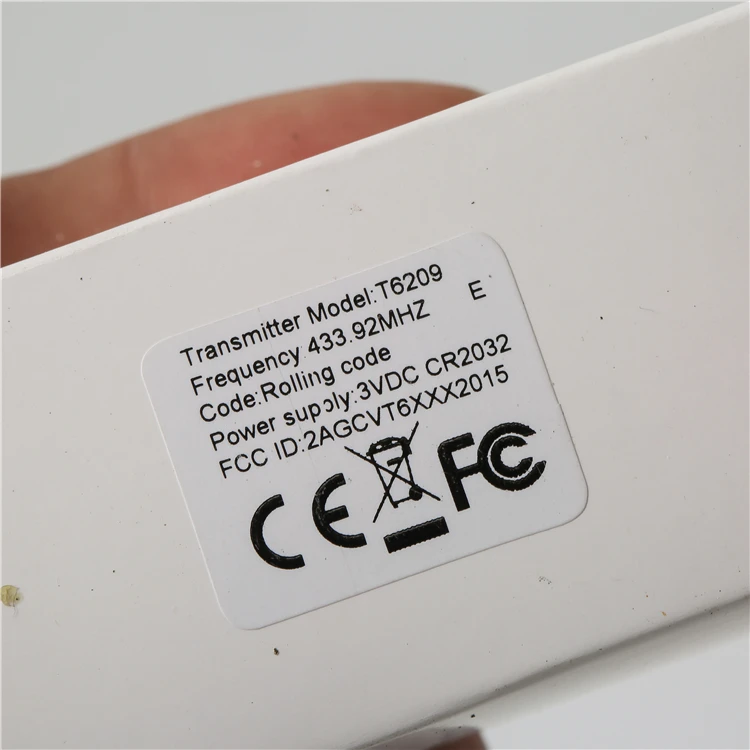 Transmitter Model:T6209
E
Frequency 433.92MHZ
Code:Rolling code
Power supply:3VDC CR2032
FCC ID:2AGCVT6XXX2015
CE FC